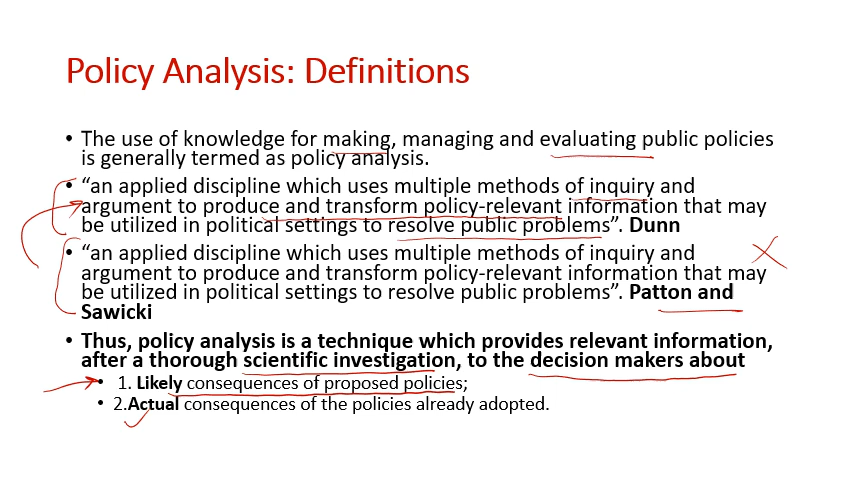 Policy Analysis: Definitions
• The use of knowledge for making, managing and evaluating public policies
is generally termed as policy analysis.
• “an applied discipline which uses multiple methods of inquiry and
argument to produce and transform policy-relevant information that may
be utilized in political settings to resolve public problems”. Dunn
• “an applied discipline which uses multiple methods of inquiry and
argument to produce and transform policy-relevant information that may
be utilized in political settings to resolve public problems”. Patton and
Sawicki
• Thus, policy analysis is a technique which provides relevant information,
after a thorough scientific investigation, to the decision makers about
• 1. Likely consequences of proposed policies;
• 2.Actual consequences of the policies already adopted.